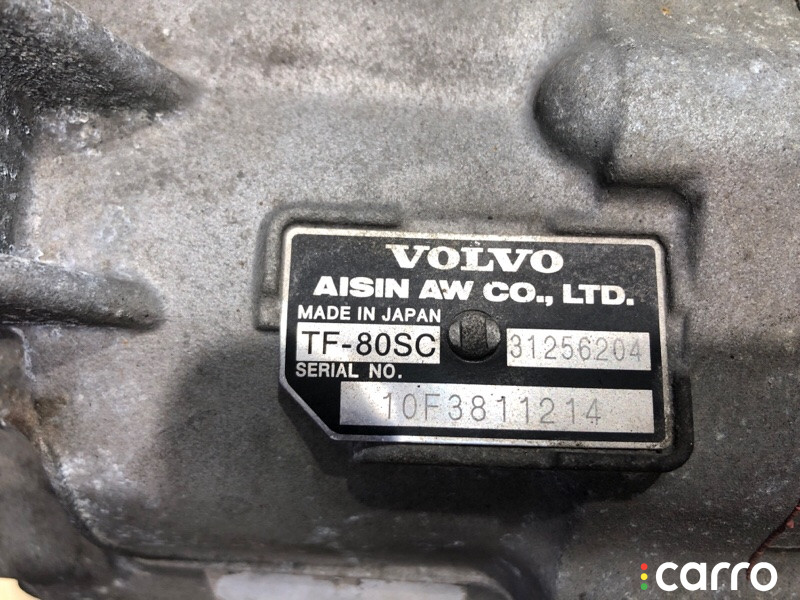 VOLVO
AISIN AW CO., LTD.
MADE IN JAPAN
TF-80SC 31256204
SERIAL NO.
10F3811214
carro